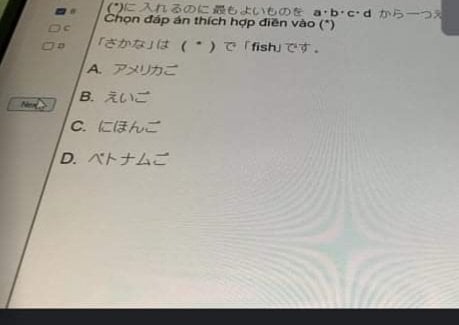 (*)に 入れるのに 最もよいものを a・b・c・d から一つ
Chọn đáp án thích hợp điền vào (*)
B
C
D
「さかな」は ( * ) で 「fish」です。
A. アメリカご
B. えいご
Next
C. にほんご
D. ベトナムご